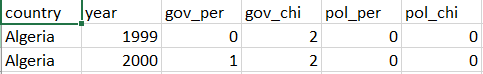 country year gov_per gov_chi pol_per pol_chi
Algeria 1999 0 2 0 0
Algeria 2000 1 2 0 0